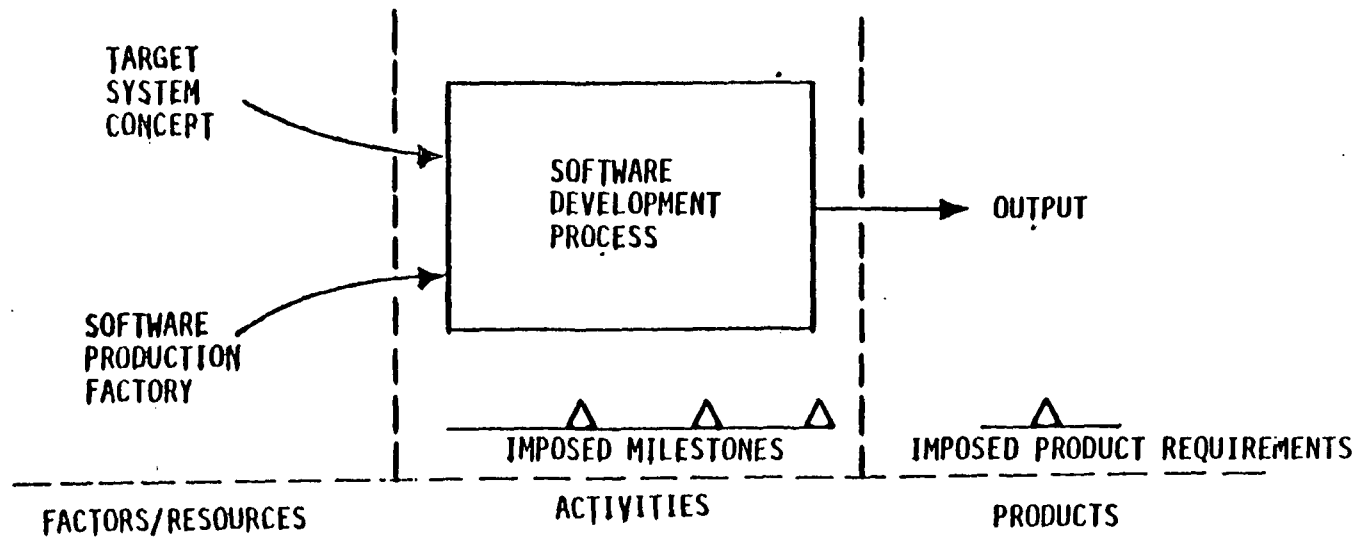 TARGET
SYSTEM
CONCEPT
SOFTWARE
DEVELOPMENT
PROCESS
OUTPUT
SOFTWARE
PRODUCTION
FACTORY
IMPOSED MILESTONES
IMPOSED PRODUCT REQUIREMENTS
FACTORS/RESOURCES
ACTIVITIES
PRODUCTS